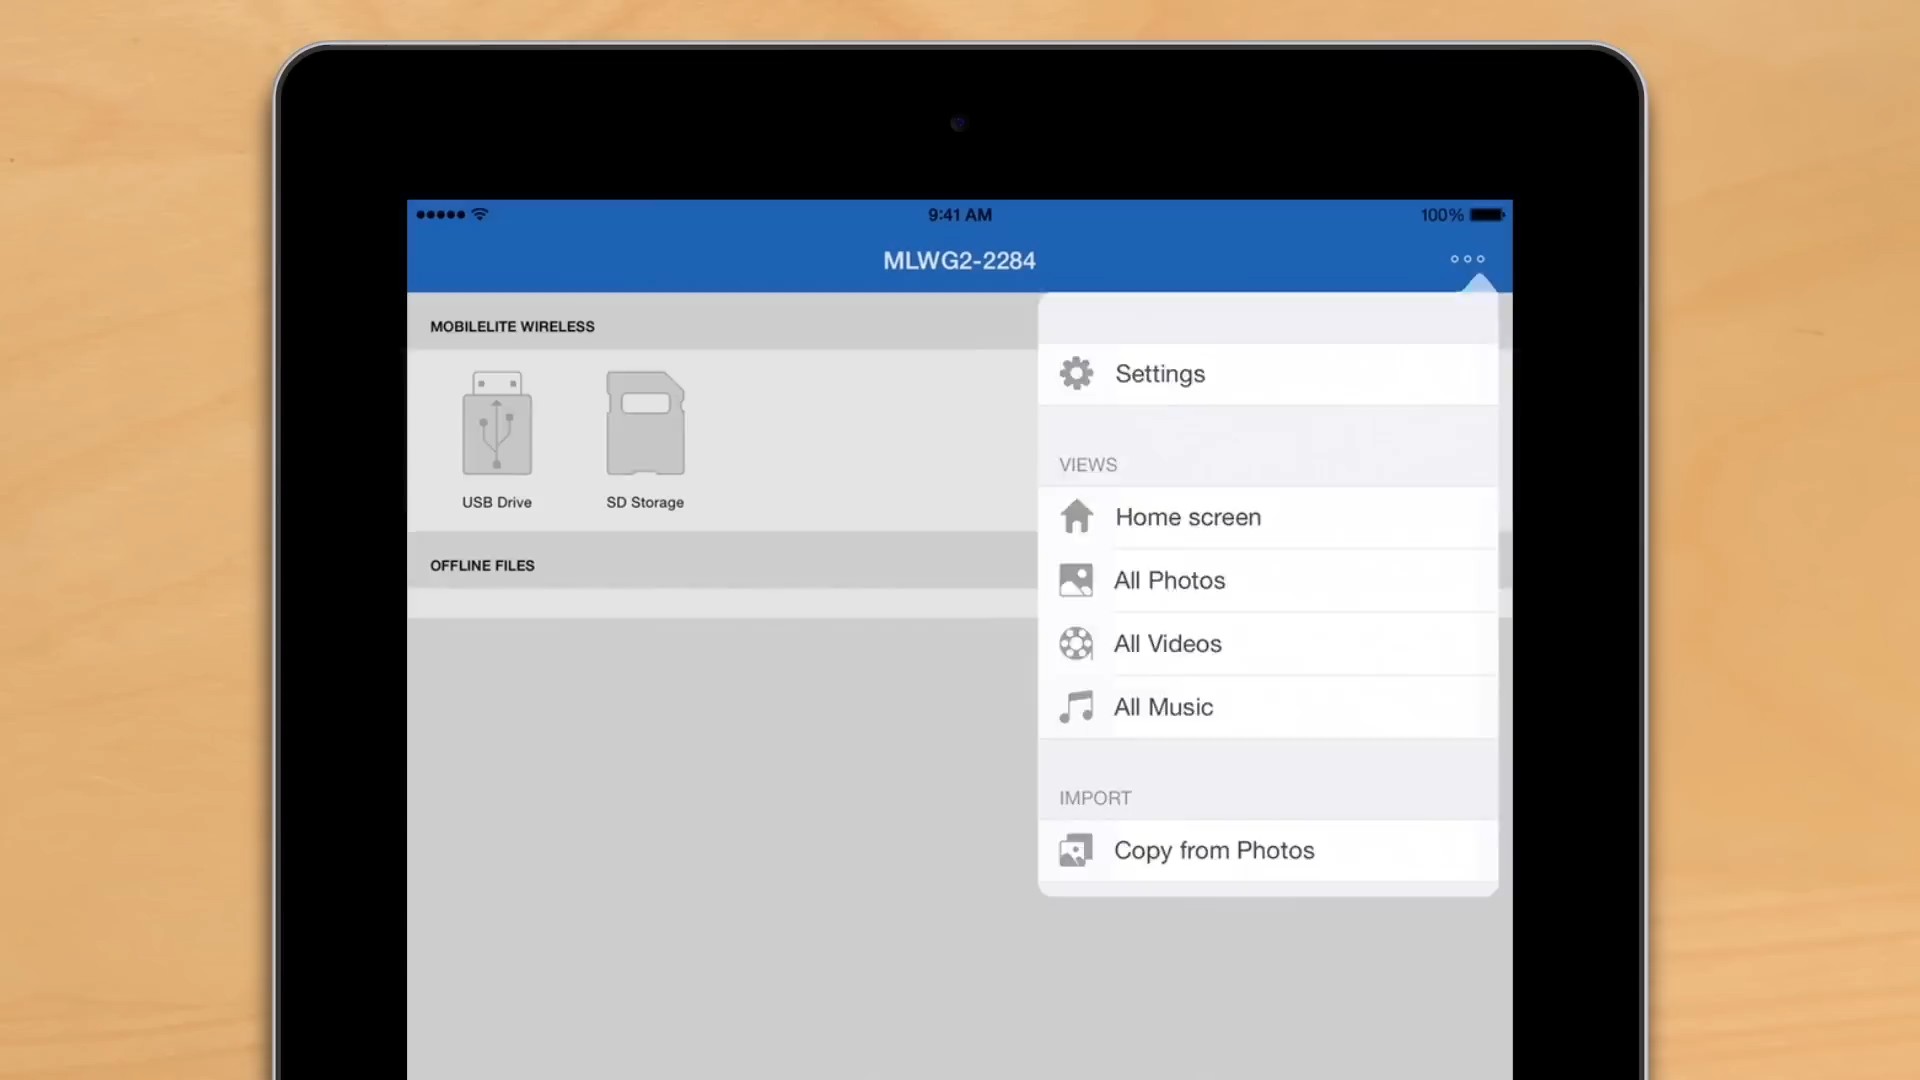 9:41 AM
100%
MLWG2-2284
MOBILELITE WIRELESS
USB Drive
SD Storage
OFFLINE FILES
Settings
VIEWS
Home screen
All Photos
All Videos
All Music
IMPORT
Copy from Photos